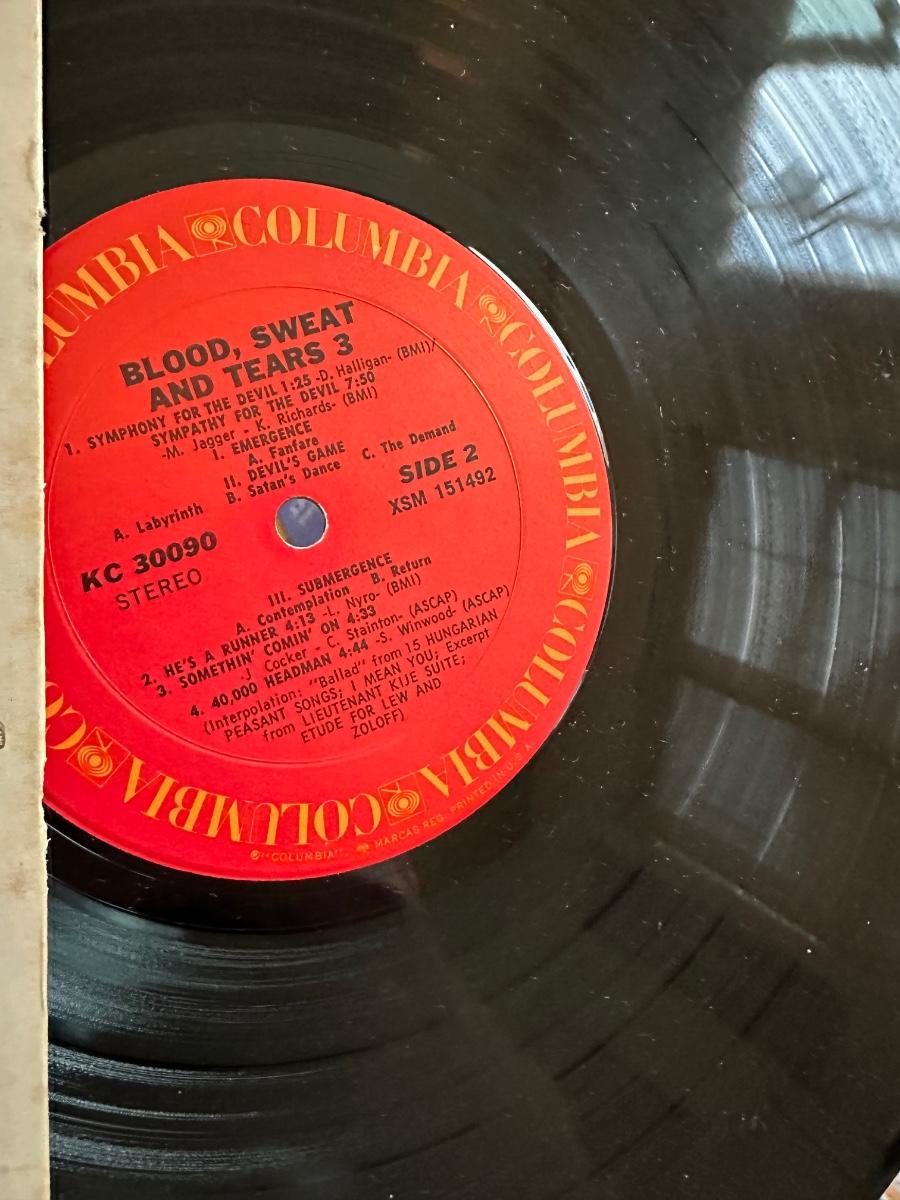 COLUMBIA COLUMBIA COLUMBIA COLUMBIA COLUMBIA COLUMBIA
BLOOD, SWEAT
AND TEARS 3
1. SYMPHONY FOR THE DEVIL 1:25 -D. Halligan- (BMI)/
SYMPATHY FOR THE DEVIL 7:50
-M. Jagger - K. Richards- (BMI)
I. EMERGENCE
A. Fanfare
II. DEVIL'S GAME
A. Labyrinth B. Satan's Dance C. The Demand
SIDE 2
KC 30090
XSM 151492
STEREO
III. SUBMERGENCE
A. Contemplation B. Return
2. HE'S A RUNNER 4:13 -L. Nyro- (BMI)
3. SOMETHIN' COMIN' ON 4:33
-J Cocker - C. Stainton- (ASCAP)
4. 40,000 HEADMAN 4:44 -S. Winwood- (ASCAP)
(Interpolation: "Ballad" from 15 HUNGARIAN
PEASANT SONGS; I MEAN YOU; Excerpt
from LIEUTENANT KIJE SUITE;
ETUDE FOR LEW AND
ZOLOFF)
℗"COLUMBIA" MARCAS REG. PRINTED IN U.S.A.